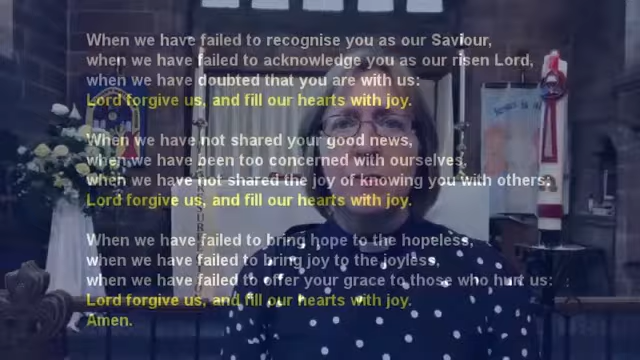 When we have failed to recognise you as our Saviour,
when we have failed to acknowledge you as our risen Lord,
when we have doubted that you are with us:
Lord forgive us, and fill our hearts with joy.
When we have not shared your good news,
when we have been too concerned with ourselves,
when we have not shared the joy of knowing you with others:
Lord forgive us, and fill our hearts with joy.
When we have failed to bring hope to the hopeless,
when we have failed to bring joy to the joyless,
when we have failed to offer your grace to those who hurt us:
Lord forgive us, and fill our hearts with joy.
Amen.